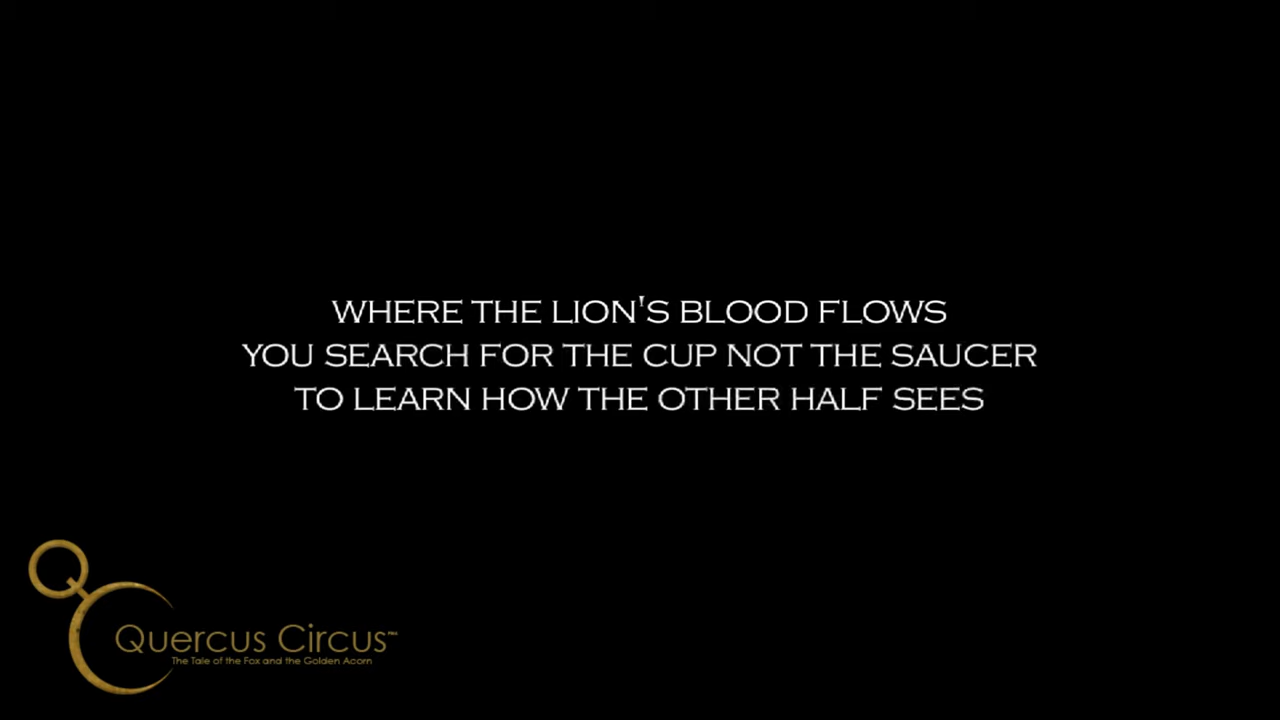 WHERE THE LION'S BLOOD FLOWS
YOU SEARCH FOR THE CUP NOT THE SAUCER
TO LEARN HOW THE OTHER HALF SEES
Quercus Circus™
The Tale of the Fox and the Golden Acorn